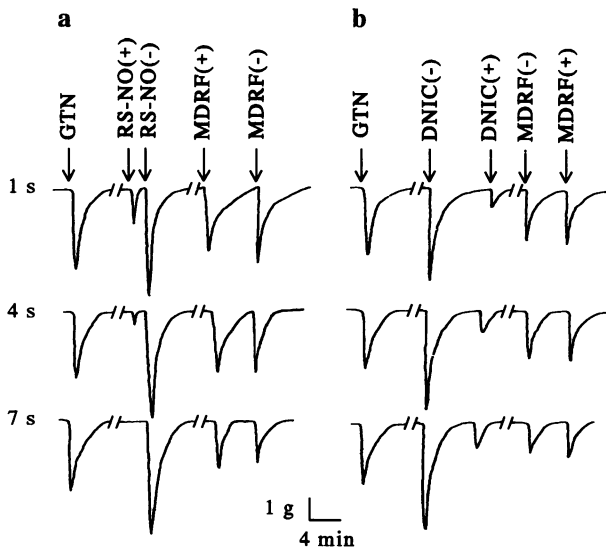 a
GTN
RS-NO(+)
RS-NO(-)
MDRF(+)
MDRF(-)
b
GTN
DNIC(-)
DNIC(+)
MDRF(-)
MDRF(+)
1 s
4 s
7 s
1 g
4 min